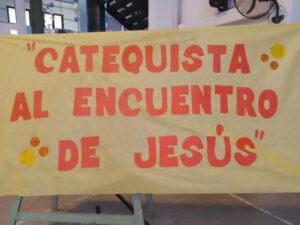 "CATEQUISTA
AL ENCUENTRO
DE JESÚS"